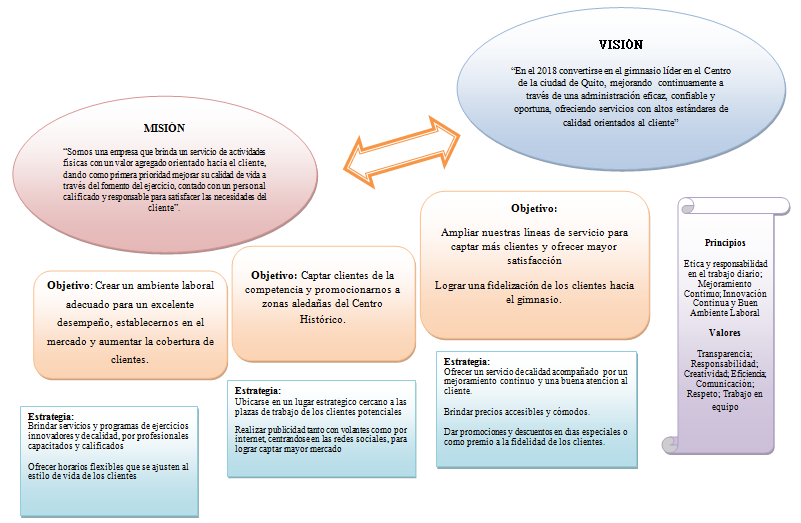 VISIÓN
“En el 2018 convertirse en el gimnasio líder en el Centro
de la ciudad de Quito, mejorando continuamente a
través de una administración eficaz, confiable y
oportuna, ofreciendo servicios con altos estándares de
calidad orientados al cliente”
MISIÓN
“Somos una empresa que brinda un servicio de actividades
físicas con un valor agregado orientado hacia el cliente,
dando como primera prioridad mejorar su calidad de vida a
través del fomento del ejercicio, contado con un personal
calificado y responsable para satisfacer las necesidades del
cliente”.
Objetivo: Crear un ambiente laboral
adecuado para un excelente
desempeño, establecernos en el
mercado y aumentar la cobertura de
clientes.
Objetivo: Captar clientes de la
competencia y promocionarnos a
zonas aledañas del Centro
Histórico.
Objetivo:
Ampliar nuestras líneas de servicio para
captar más clientes y ofrecer mayor
satisfacción
Lograr una fidelización de los clientes hacia
el gimnasio.
Principios
Etica y responsabilidad
en el trabajo diario;
Mejoramiento
Continuo; Innovación
Continua y Buen
Ambiente Laboral
Valores
Transparencia;
Responsabilidad;
Creatividad; Eficiencia;
Comunicación;
Respeto; Trabajo en
equipo
Estrategia:
Brindar servicios y programas de ejercicios
innovadores y de calidad, por profesionales
capacitados y calificados
Ofrecer horarios flexibles que se ajusten al
estilo de vida de los clientes
Estrategia:
Ubicarse en un lugar estrategico cercano a las
plazas de trabajo de los clientes potenciales
Realizar publicidad tanto con volantes como por
internet, centrandose en las redes sociales, para
lograr captar mayor mercado
Estrategia:
Ofrecer un servicio de calidad acompañado por un
mejoramiento continuo y una buena atencion al
cliente.
Brindar precios accesibles y cómodos.
Dar promociones y descuentos en dias especiales o
como premio a la fidelidad de los clientes.